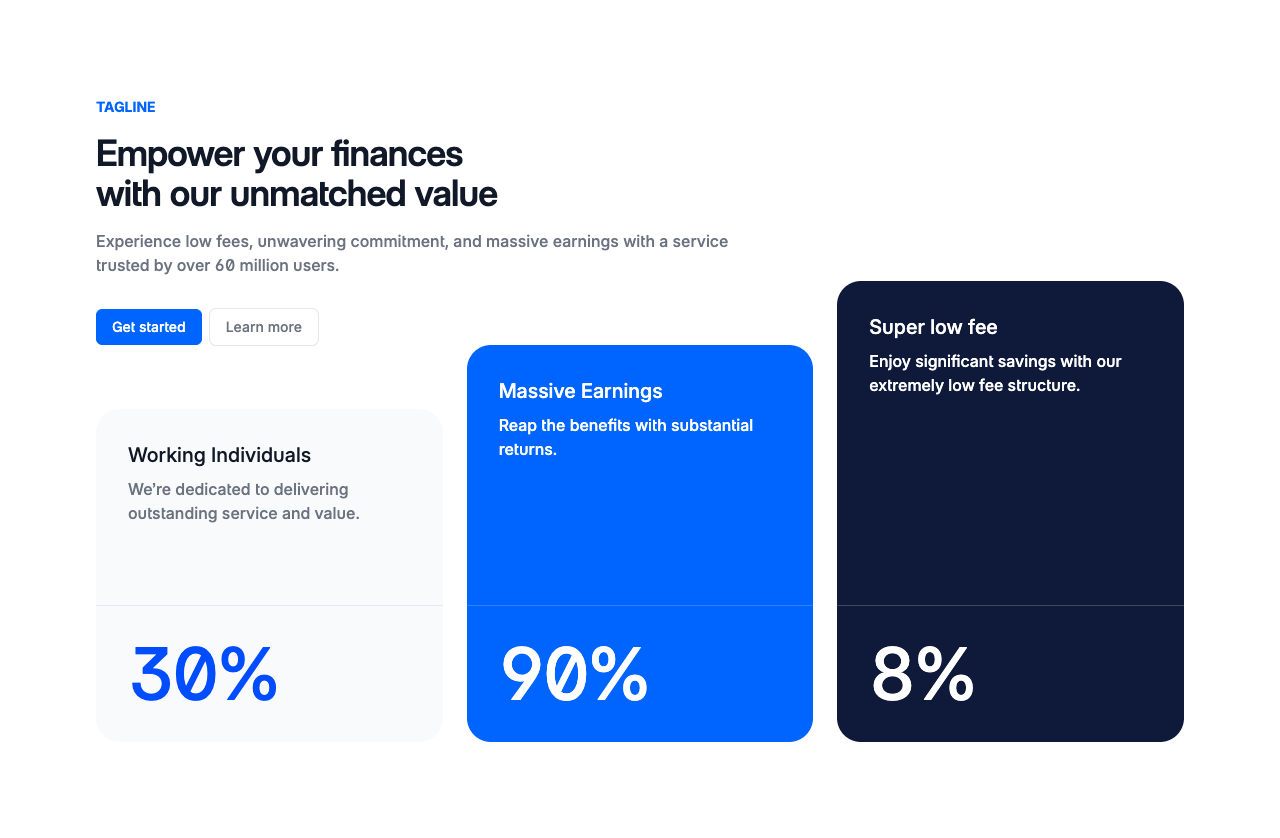 TAGLINE
Empower your finances
with our unmatched value
Experience low fees, unwavering commitment, and massive earnings with a service
trusted by over 60 million users.
Get started
Learn more
Working Individuals
We're dedicated to delivering
outstanding service and value.
30%
Massive Earnings
Reap the benefits with substantial
returns.
90%
Super low fee
Enjoy significant savings with our
extremely low fee structure.
8%